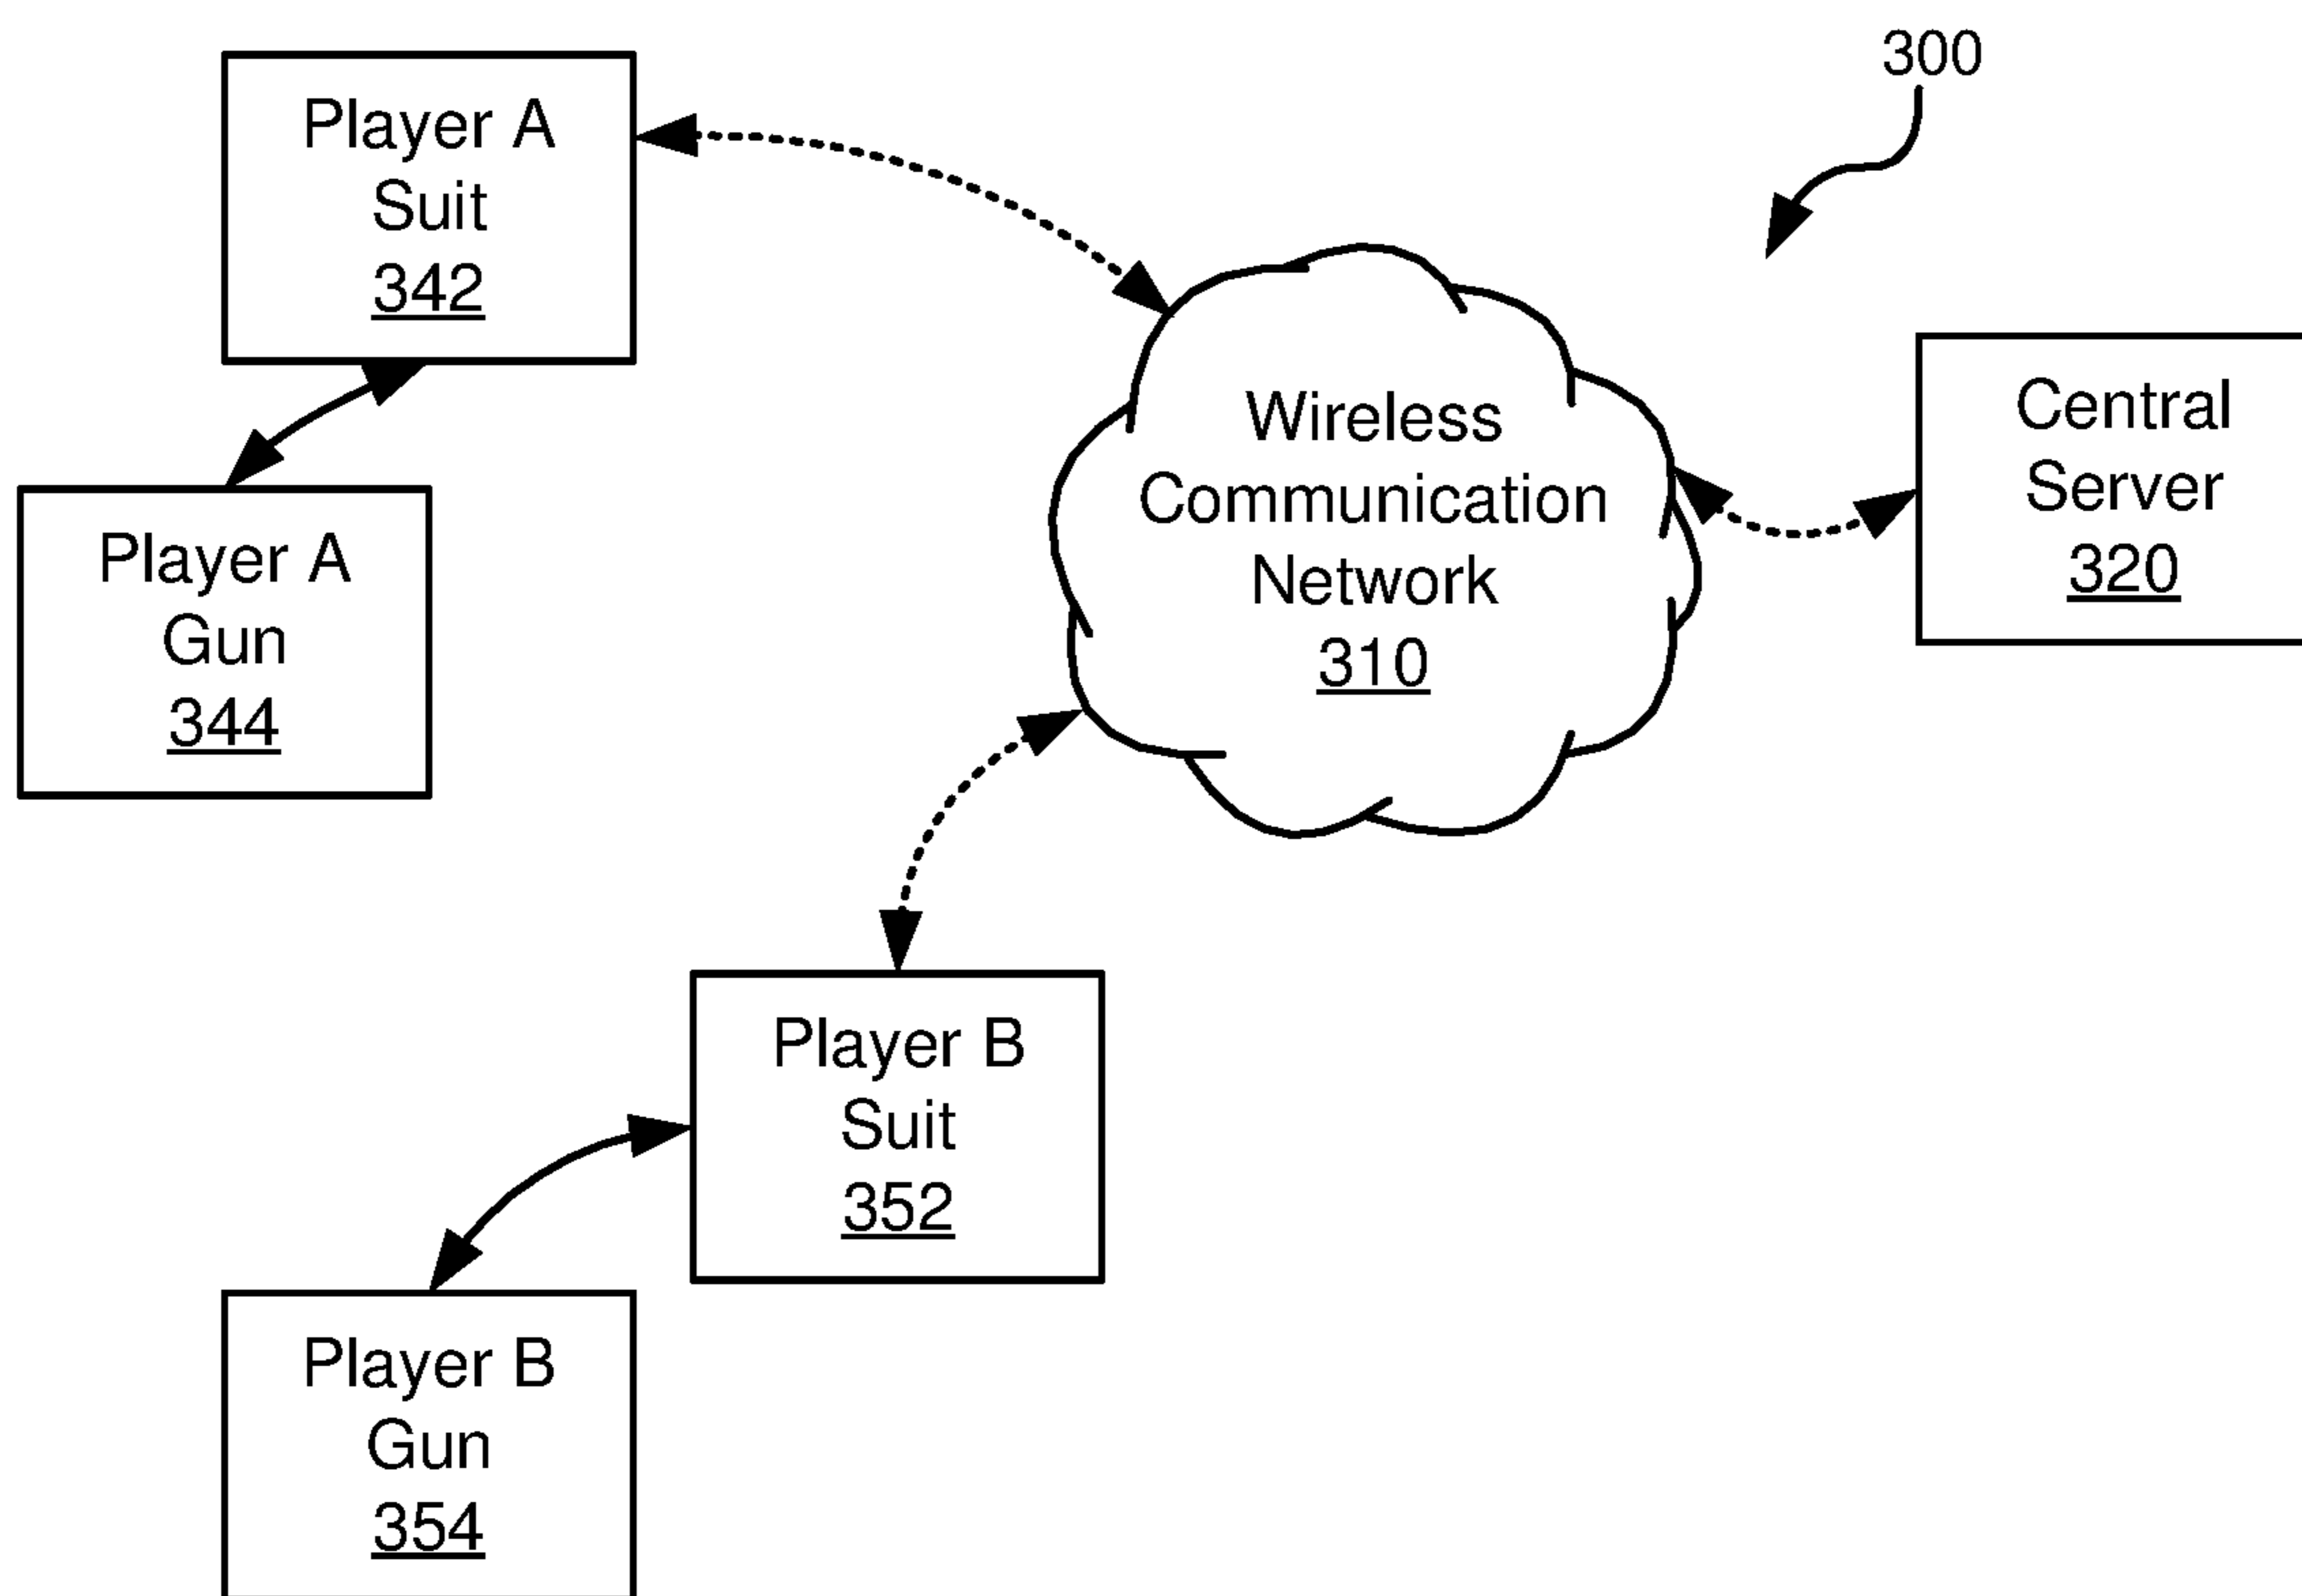 300
Player A
Suit
342
Player A
Gun
344
Wireless
Communication
Network
310
Central
Server
320
Player B
Suit
352
Player B
Gun
354